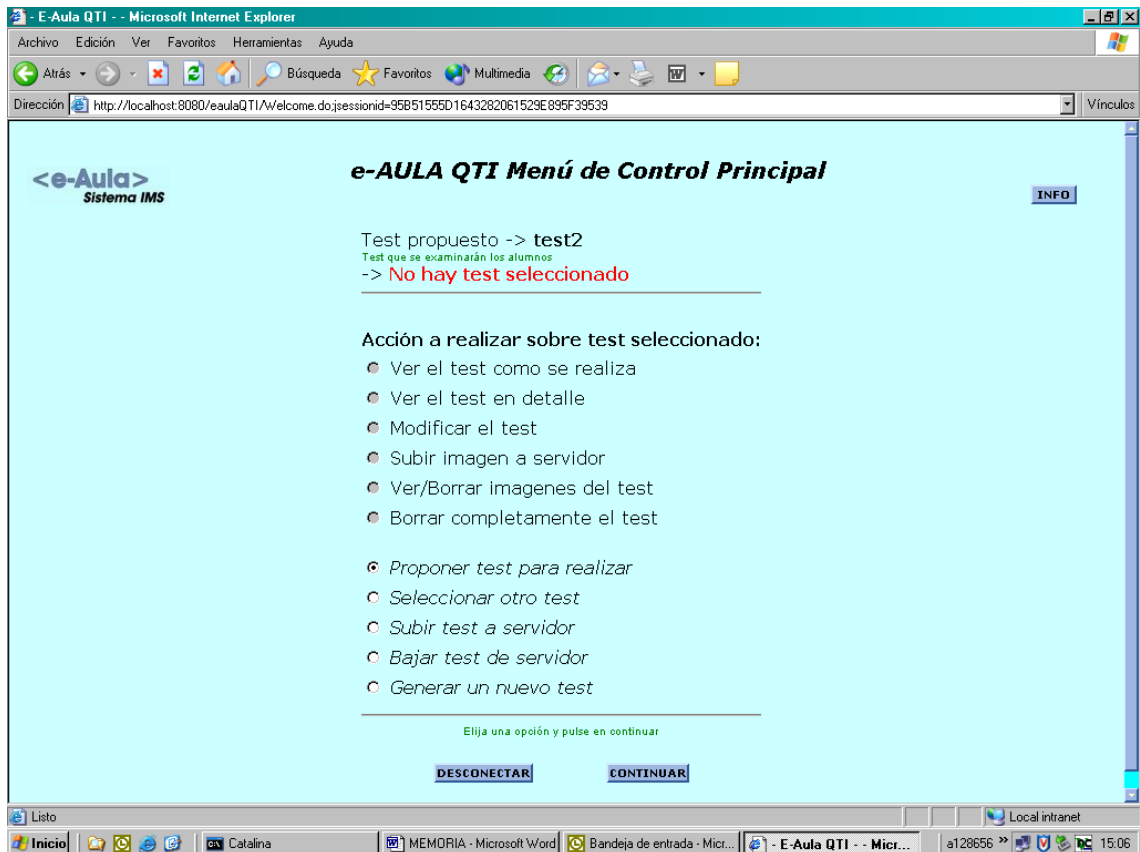 - E-Aula QTI - - Microsoft Internet Explorer
Archivo Edición Ver Favoritos Herramientas Ayuda
Atrás Búsqueda Favoritos Multimedia
Dirección http://localhost:8080/eaulaQTI/Welcome.do;jsessionid=95B51555D1643282061529E895F39539 Vínculos
<e-Aula>
Sistema IMS
e-AULA QTI Menú de Control Principal
INFO
Test propuesto -> test2
Test que se examinarán los alumnos
-> No hay test seleccionado
Acción a realizar sobre test seleccionado:
Ver el test como se realiza
Ver el test en detalle
Modificar el test
Subir imagen a servidor
Ver/Borrar imagenes del test
Borrar completamente el test
Proponer test para realizar
Seleccionar otro test
Subir test a servidor
Bajar test de servidor
Generar un nuevo test
Elija una opción y pulse en continuar
DESCONECTAR CONTINUAR
Listo Local intranet
Inicio Catalina MEMORIA - Microsoft Word Bandeja de entrada - Micr... - E-Aula QTI - - Micr... a128656 » 15:06